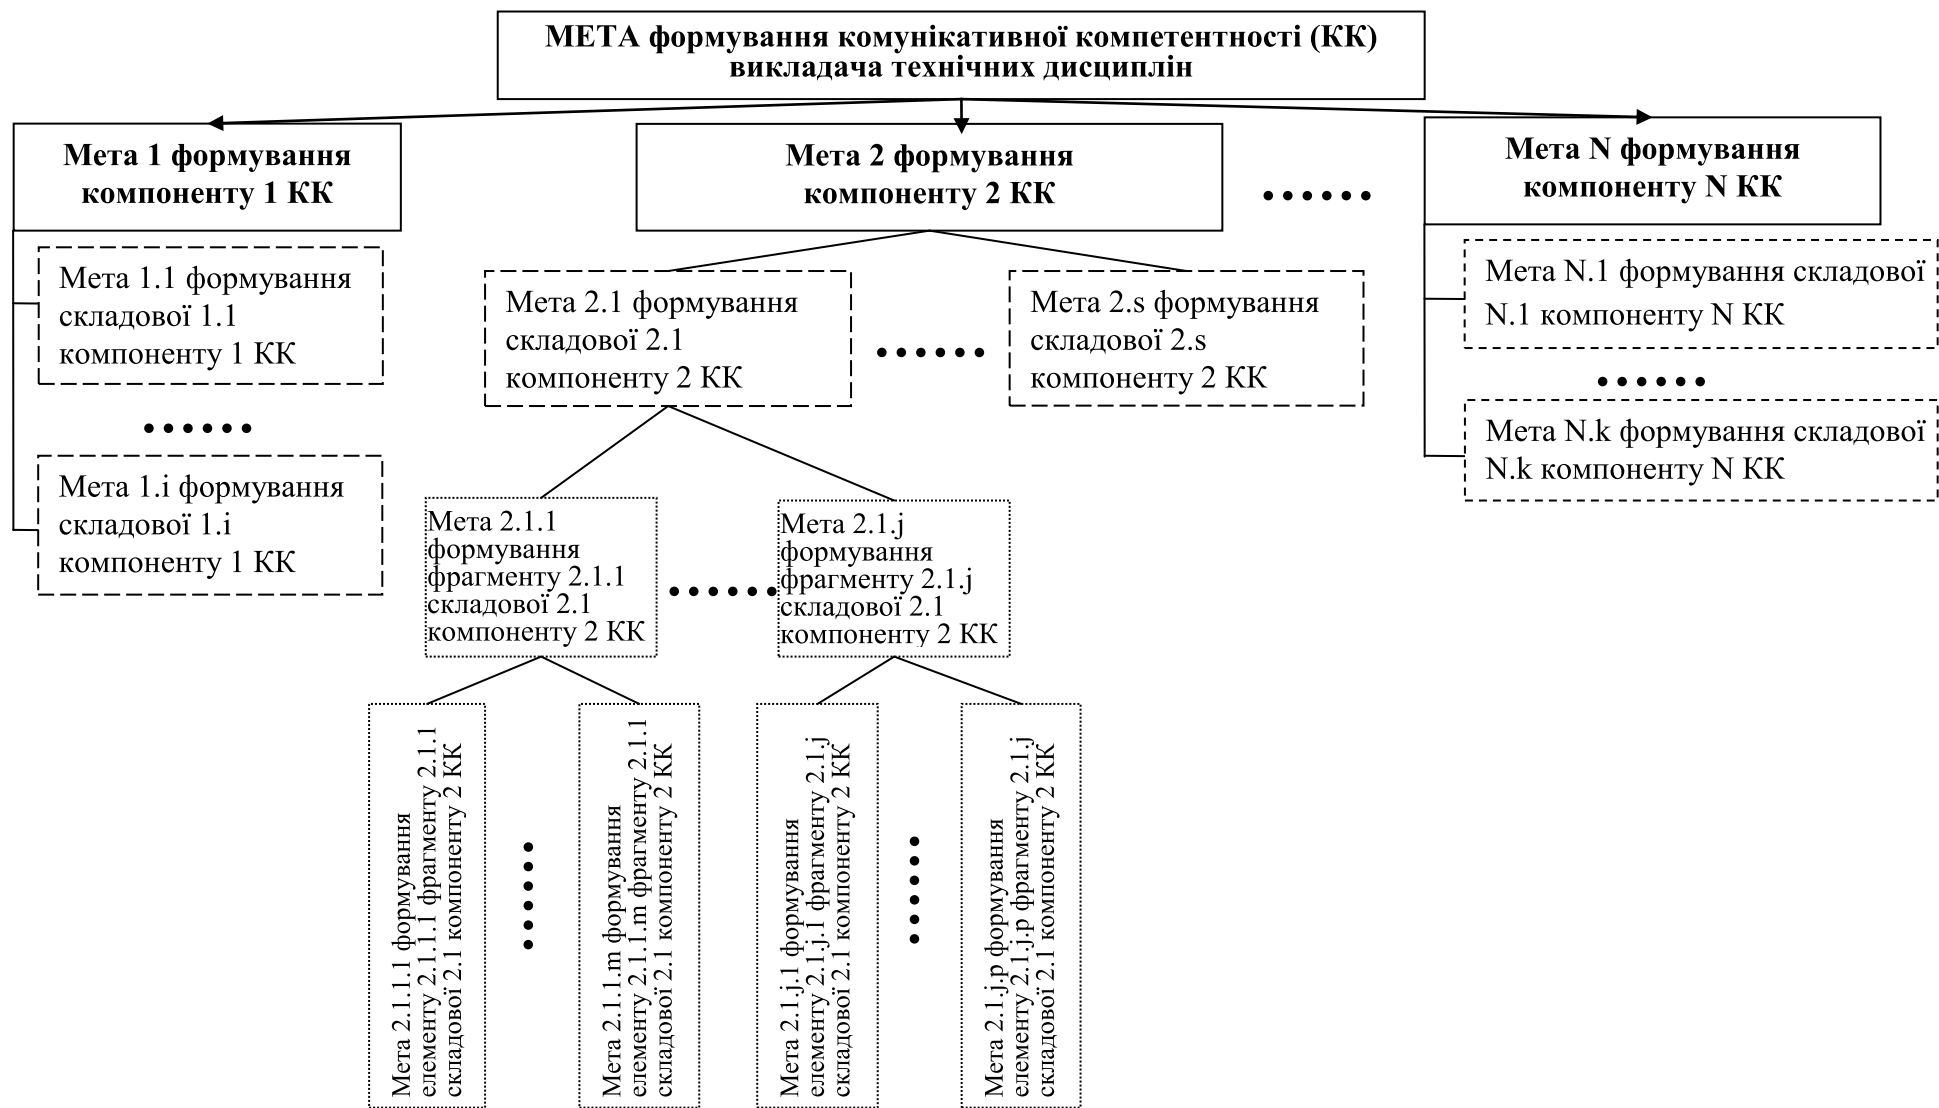 МЕТА формування комунікативної компетентності (КК)
викладача технічних дисциплін
Мета 1 формування
компоненту 1 КК
Мета 2 формування
компоненту 2 КК
Мета N формування
компоненту N КК
Мета 1.1 формування
складової 1.1
компоненту 1 КК
Мета 1.i формування
складової 1.i
компоненту 1 КК
Мета 2.1 формування
складової 2.1
компоненту 2 КК
Мета 2.s формування
складової 2.s
компоненту 2 КК
Мета N.1 формування складової
N.1 компоненту N КК
Мета N.k формування складової
N.k компоненту N КК
Мета 2.1.1
формування
фрагменту 2.1.1
складової 2.1
компоненту 2 КК
Мета 2.1.j
формування
фрагменту 2.1.j
складової 2.1
компоненту 2 КК
Мета 2.1.1.1 формування
елементу 2.1.1.1 фрагменту 2.1.1
складової 2.1 компоненту 2 КК
Мета 2.1.1.m формування
елементу 2.1.1.m фрагменту 2.1.1
складової 2.1 компоненту 2 КК
Мета 2.1.j.1 формування
елементу 2.1.j.1 фрагменту 2.1.j
складової 2.1 компоненту 2 КК
Мета 2.1.j.p формування
елементу 2.1.j.p фрагменту 2.1.j
складової 2.1 компоненту 2 КК